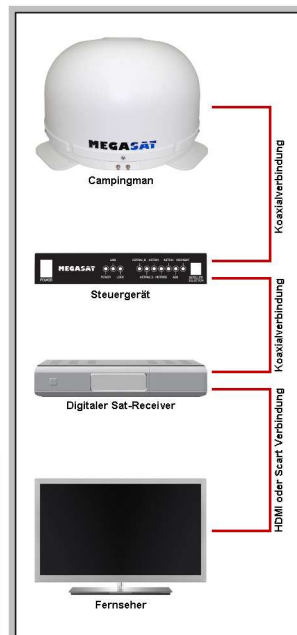 MEGASAT
Campingman
Koaxialverbindung
MEGASAT
POWER
Steuergerät
Koaxialverbindung
Digitaler Sat-Receiver
HDMI oder Scart Verbindung
Fernseher